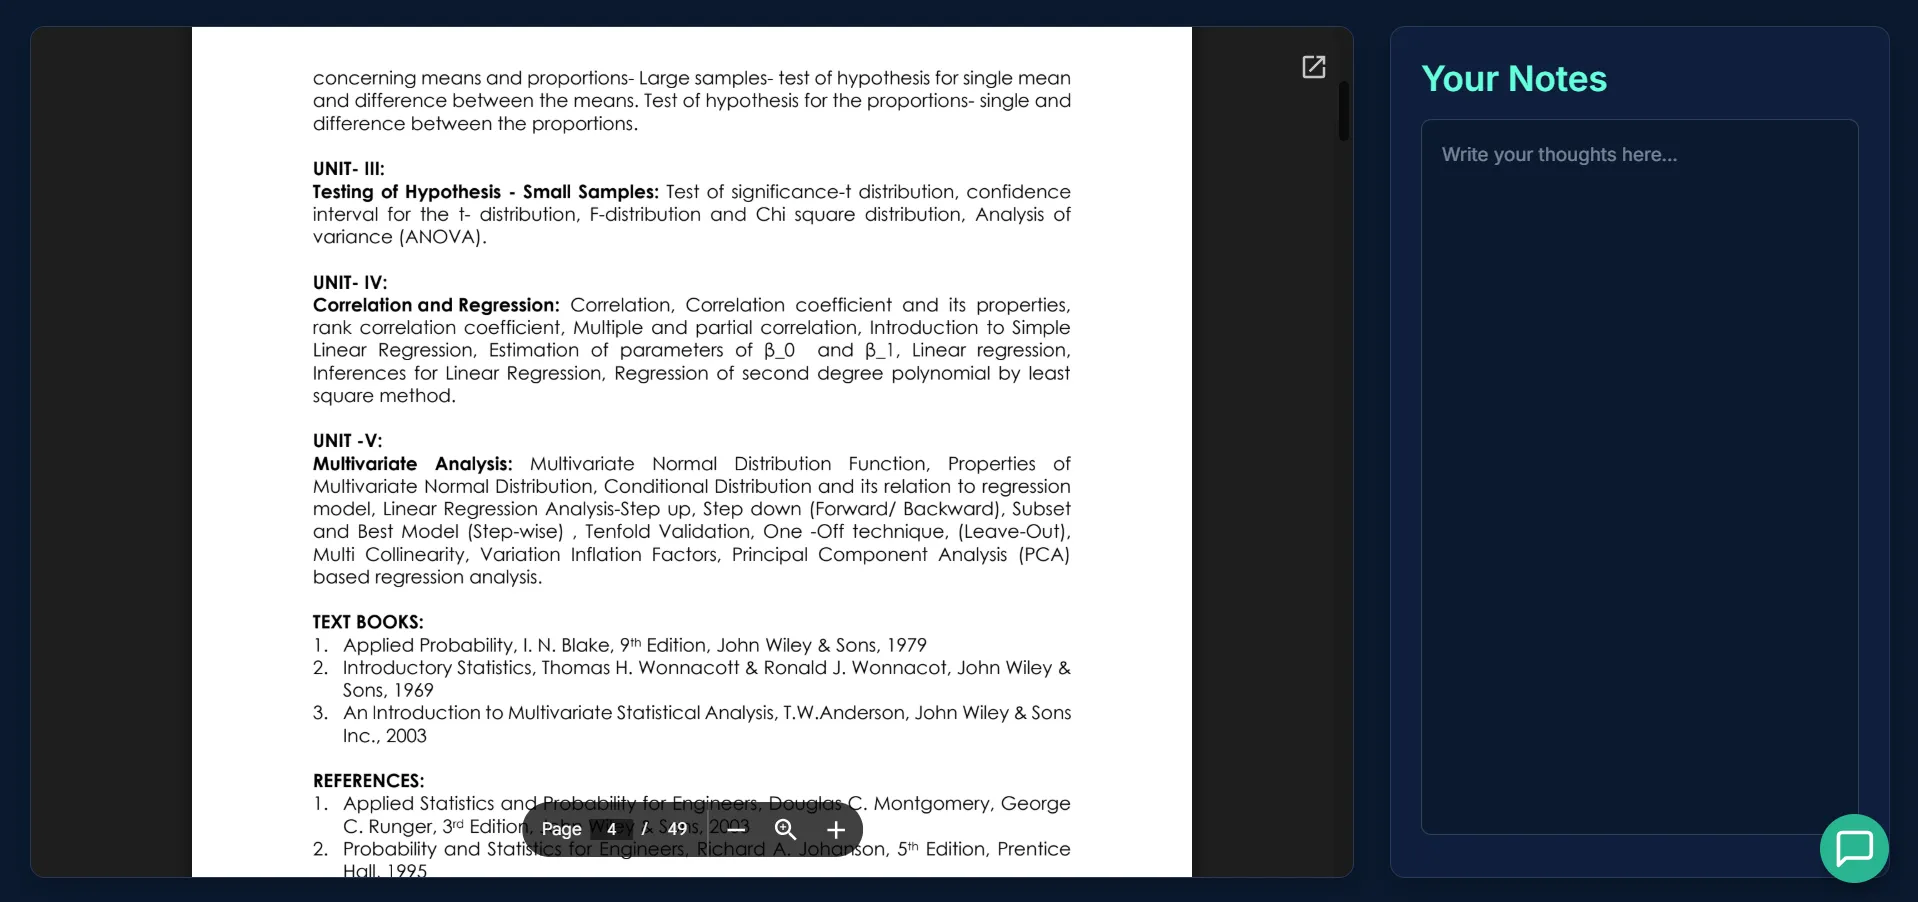 concerning means and proportions- Large samples- test of hypothesis for single mean
and difference between the means. Test of hypothesis for the proportions- single and
difference between the proportions.
UNIT- III:
Testing of Hypothesis - Small Samples: Test of significance-t distribution, confidence
interval for the t- distribution, F-distribution and Chi square distribution, Analysis of
variance (ANOVA).
UNIT- IV:
Correlation and Regression: Correlation, Correlation coefficient and its properties,
rank correlation coefficient, Multiple and partial correlation, Introduction to Simple
Linear Regression, Estimation of parameters of β_0 and β_1, Linear regression,
Inferences for Linear Regression, Regression of second degree polynomial by least
square method.
UNIT -V:
Multivariate Analysis: Multivariate Normal Distribution Function, Properties of
Multivariate Normal Distribution, Conditional Distribution and its relation to regression
model, Linear Regression Analysis-Step up, Step down (Forward/ Backward), Subset
and Best Model (Step-wise) , Tenfold Validation, One -Off technique, (Leave-Out),
Multi Collinearity, Variation Inflation Factors, Principal Component Analysis (PCA)
based regression analysis.
TEXT BOOKS:
1. Applied Probability, I. N. Blake, 9th Edition, John Wiley & Sons, 1979
2. Introductory Statistics, Thomas H. Wonnacott & Ronald J. Wonnacot, John Wiley &
Sons, 1969
3. An Introduction to Multivariate Statistical Analysis, T.W.Anderson, John Wiley & Sons
Inc., 2003
REFERENCES:
1. Applied Statistics and Probability for Engineers, Douglas C. Montgomery, George
C. Runger, 3rd Edition, John Wiley & Sons, 2003
2. Probability and Statistics for Engineers, Richard A. Johanson, 5th Edition, Prentice
Hall, 1995
Page 4 / 49
Your Notes
Write your thoughts here...